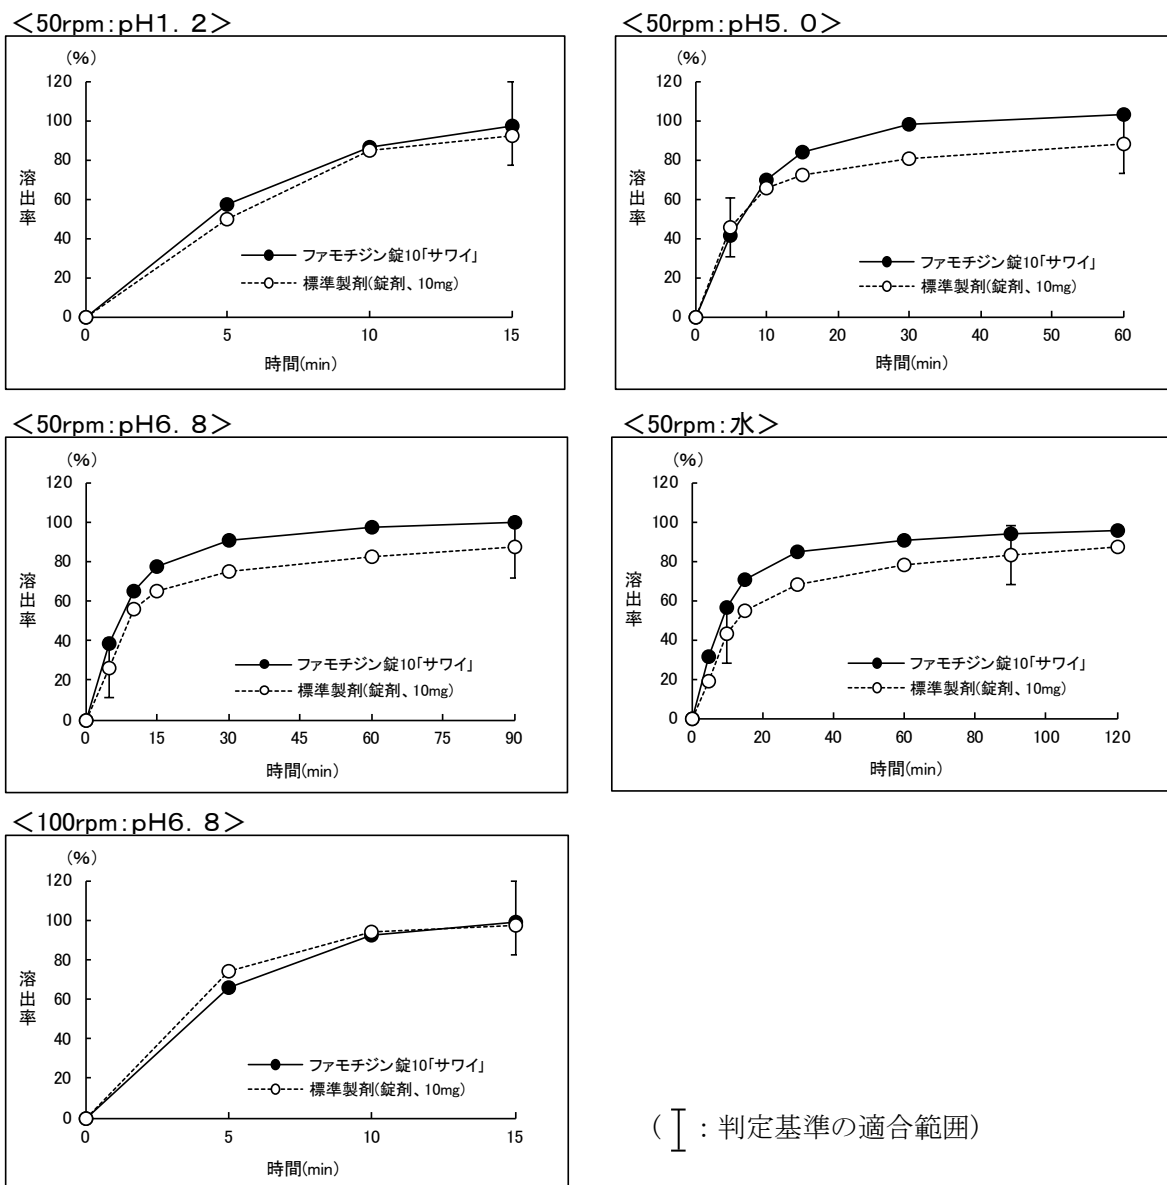 ＜50rpm：pH1．2＞
(%)
120
100
80
60
40
20
0
溶出率
ファモチジン錠10｢サワイ｣
標準製剤(錠剤、10mg)
0 5 10 15
時間(min)
＜50rpm：pH5．0＞
(%)
120
100
80
60
40
20
0
溶出率
ファモチジン錠10｢サワイ｣
標準製剤(錠剤、10mg)
0 10 20 30 40 50 60
時間(min)
＜50rpm：pH6．8＞
(%)
120
100
80
60
40
20
0
溶出率
ファモチジン錠10｢サワイ｣
標準製剤(錠剤、10mg)
0 15 30 45 60 75 90
時間(min)
＜50rpm：水＞
(%)
120
100
80
60
40
20
0
溶出率
ファモチジン錠10｢サワイ｣
標準製剤(錠剤、10mg)
0 20 40 60 80 100 120
時間(min)
＜100rpm：pH6．8＞
(%)
120
100
80
60
40
20
0
溶出率
ファモチジン錠10｢サワイ｣
標準製剤(錠剤、10mg)
0 5 10 15
時間(min)
( ：判定基準の適合範囲)